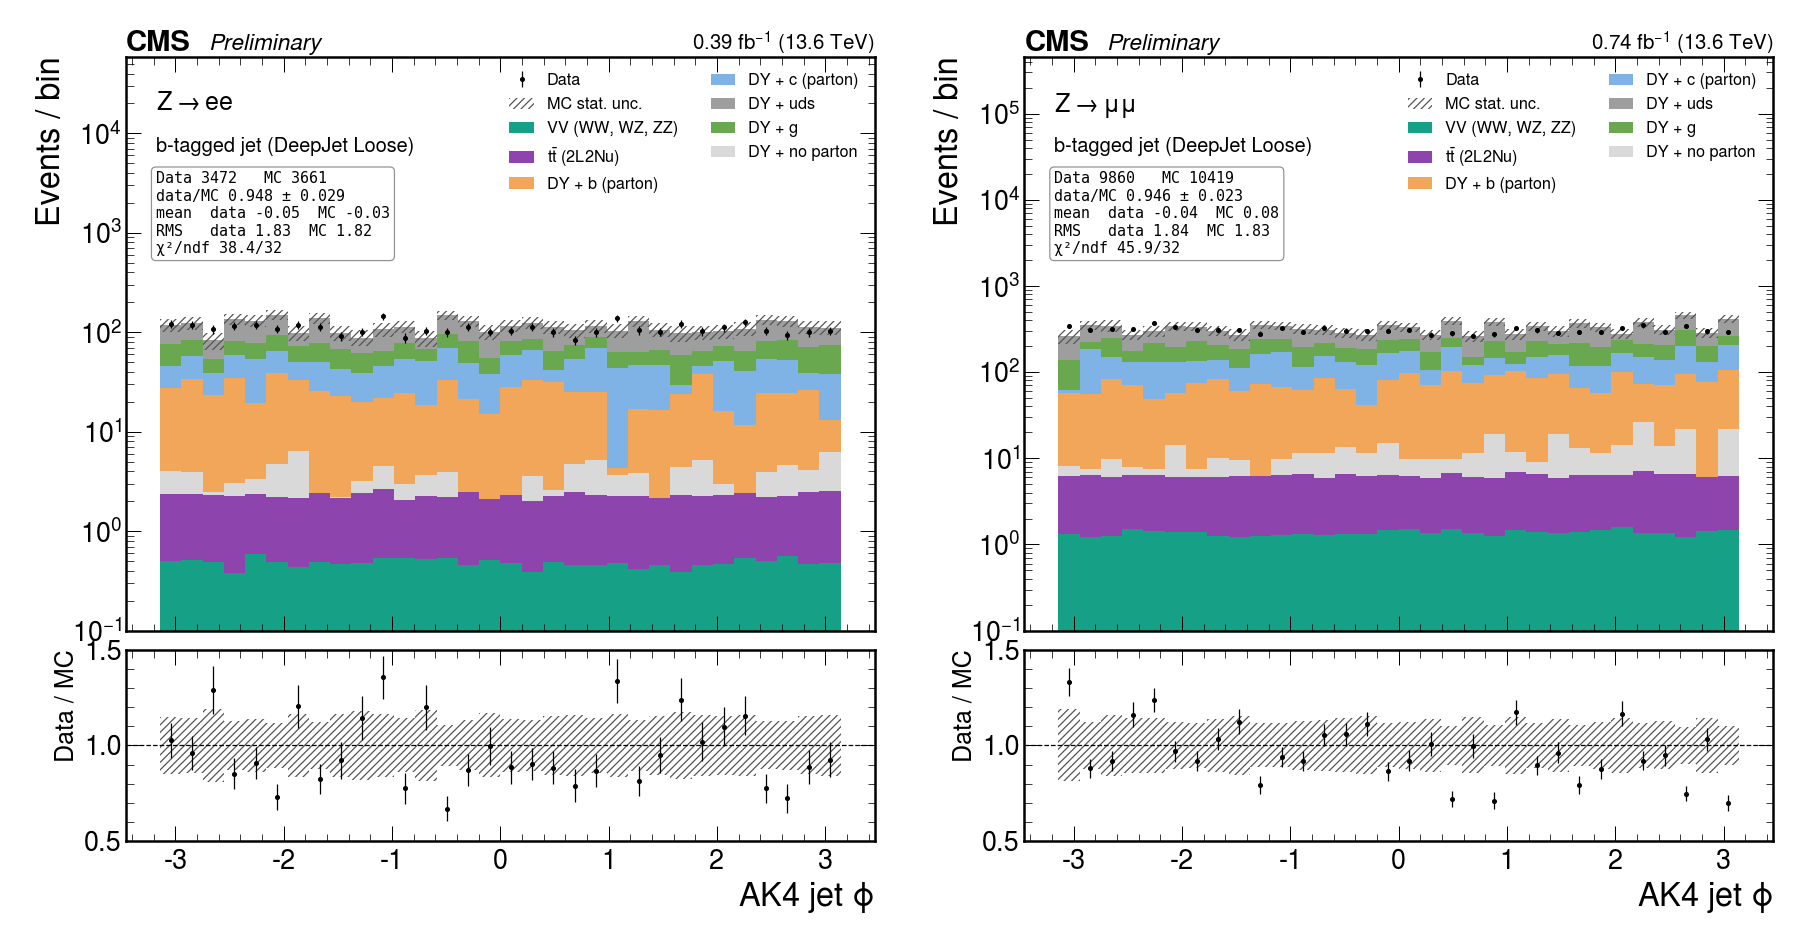 CMS Preliminary 0.39 fb⁻¹ (13.6 TeV)
Events / bin
Z→ee
b-tagged jet (DeepJet Loose)
Data 3472 MC 3661
data/MC 0.948 ± 0.029
mean data -0.05 MC -0.03
RMS data 1.83 MC 1.82
χ²/ndf 38.4/32
Data
MC stat. unc.
VV (WW, WZ, ZZ)
tt̄ (2L2Nu)
DY + b (parton)
DY + c (parton)
DY + uds
DY + g
DY + no parton
10⁴
10³
10²
10¹
10⁰
10⁻¹
Data / MC
1.5
1.0
0.5
-3 -2 -1 0 1 2 3
AK4 jet ϕ
CMS Preliminary 0.74 fb⁻¹ (13.6 TeV)
Events / bin
Z→μμ
b-tagged jet (DeepJet Loose)
Data 9860 MC 10419
data/MC 0.946 ± 0.023
mean data -0.04 MC 0.08
RMS data 1.84 MC 1.83
χ²/ndf 45.9/32
Data
MC stat. unc.
VV (WW, WZ, ZZ)
tt̄ (2L2Nu)
DY + b (parton)
DY + c (parton)
DY + uds
DY + g
DY + no parton
10⁵
10⁴
10³
10²
10¹
10⁰
10⁻¹
Data / MC
1.5
1.0
0.5
-3 -2 -1 0 1 2 3
AK4 jet ϕ